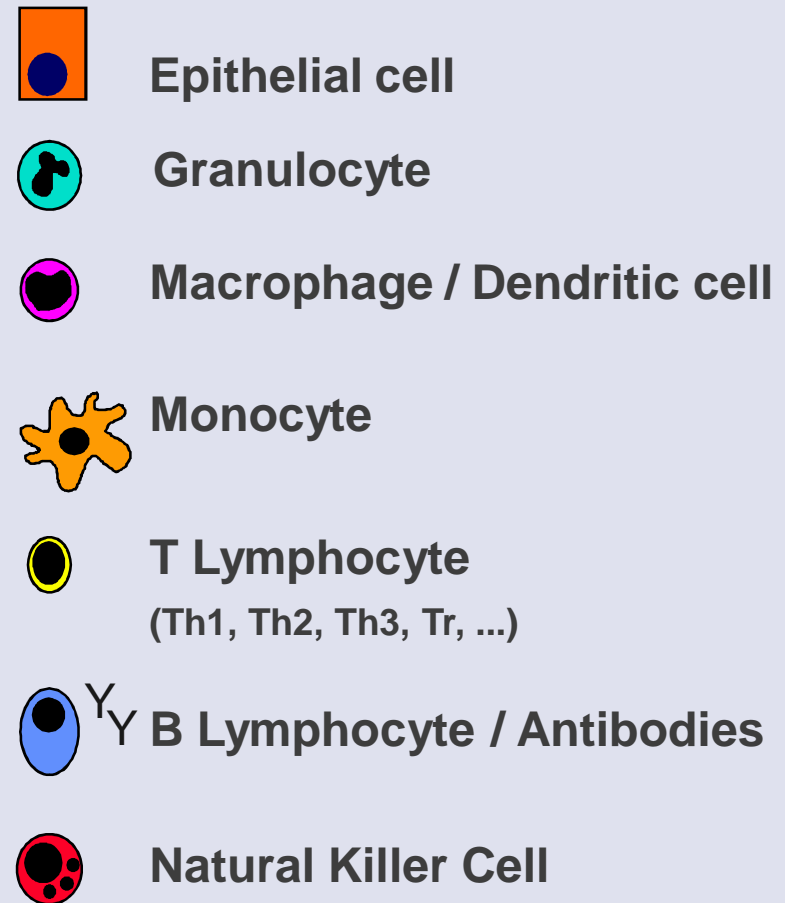 Epithelial cell
Granulocyte
Macrophage / Dendritic cell
Monocyte
T Lymphocyte
(Th1, Th2, Th3, Tr, ...)
Y
Y B Lymphocyte / Antibodies
Natural Killer Cell